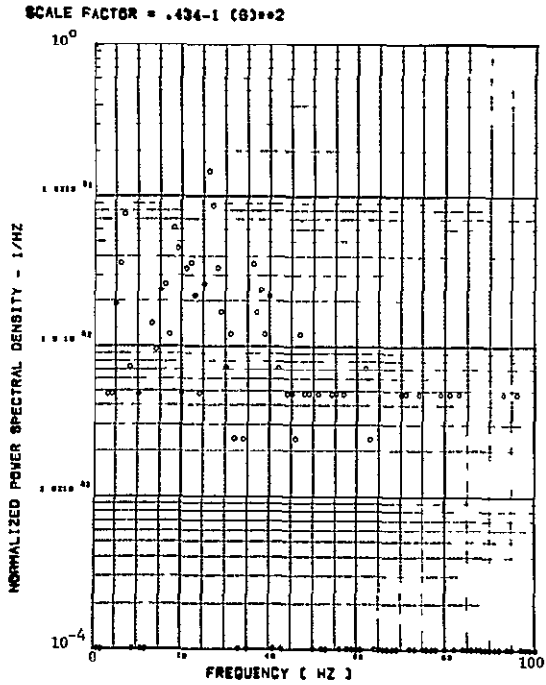 SCALE FACTOR = .434-1 (G)**2
10⁰
NORMALIZED POWER SPECTRAL DENSITY - 1/HZ
10⁻⁴
0
100
FREQUENCY ( HZ )